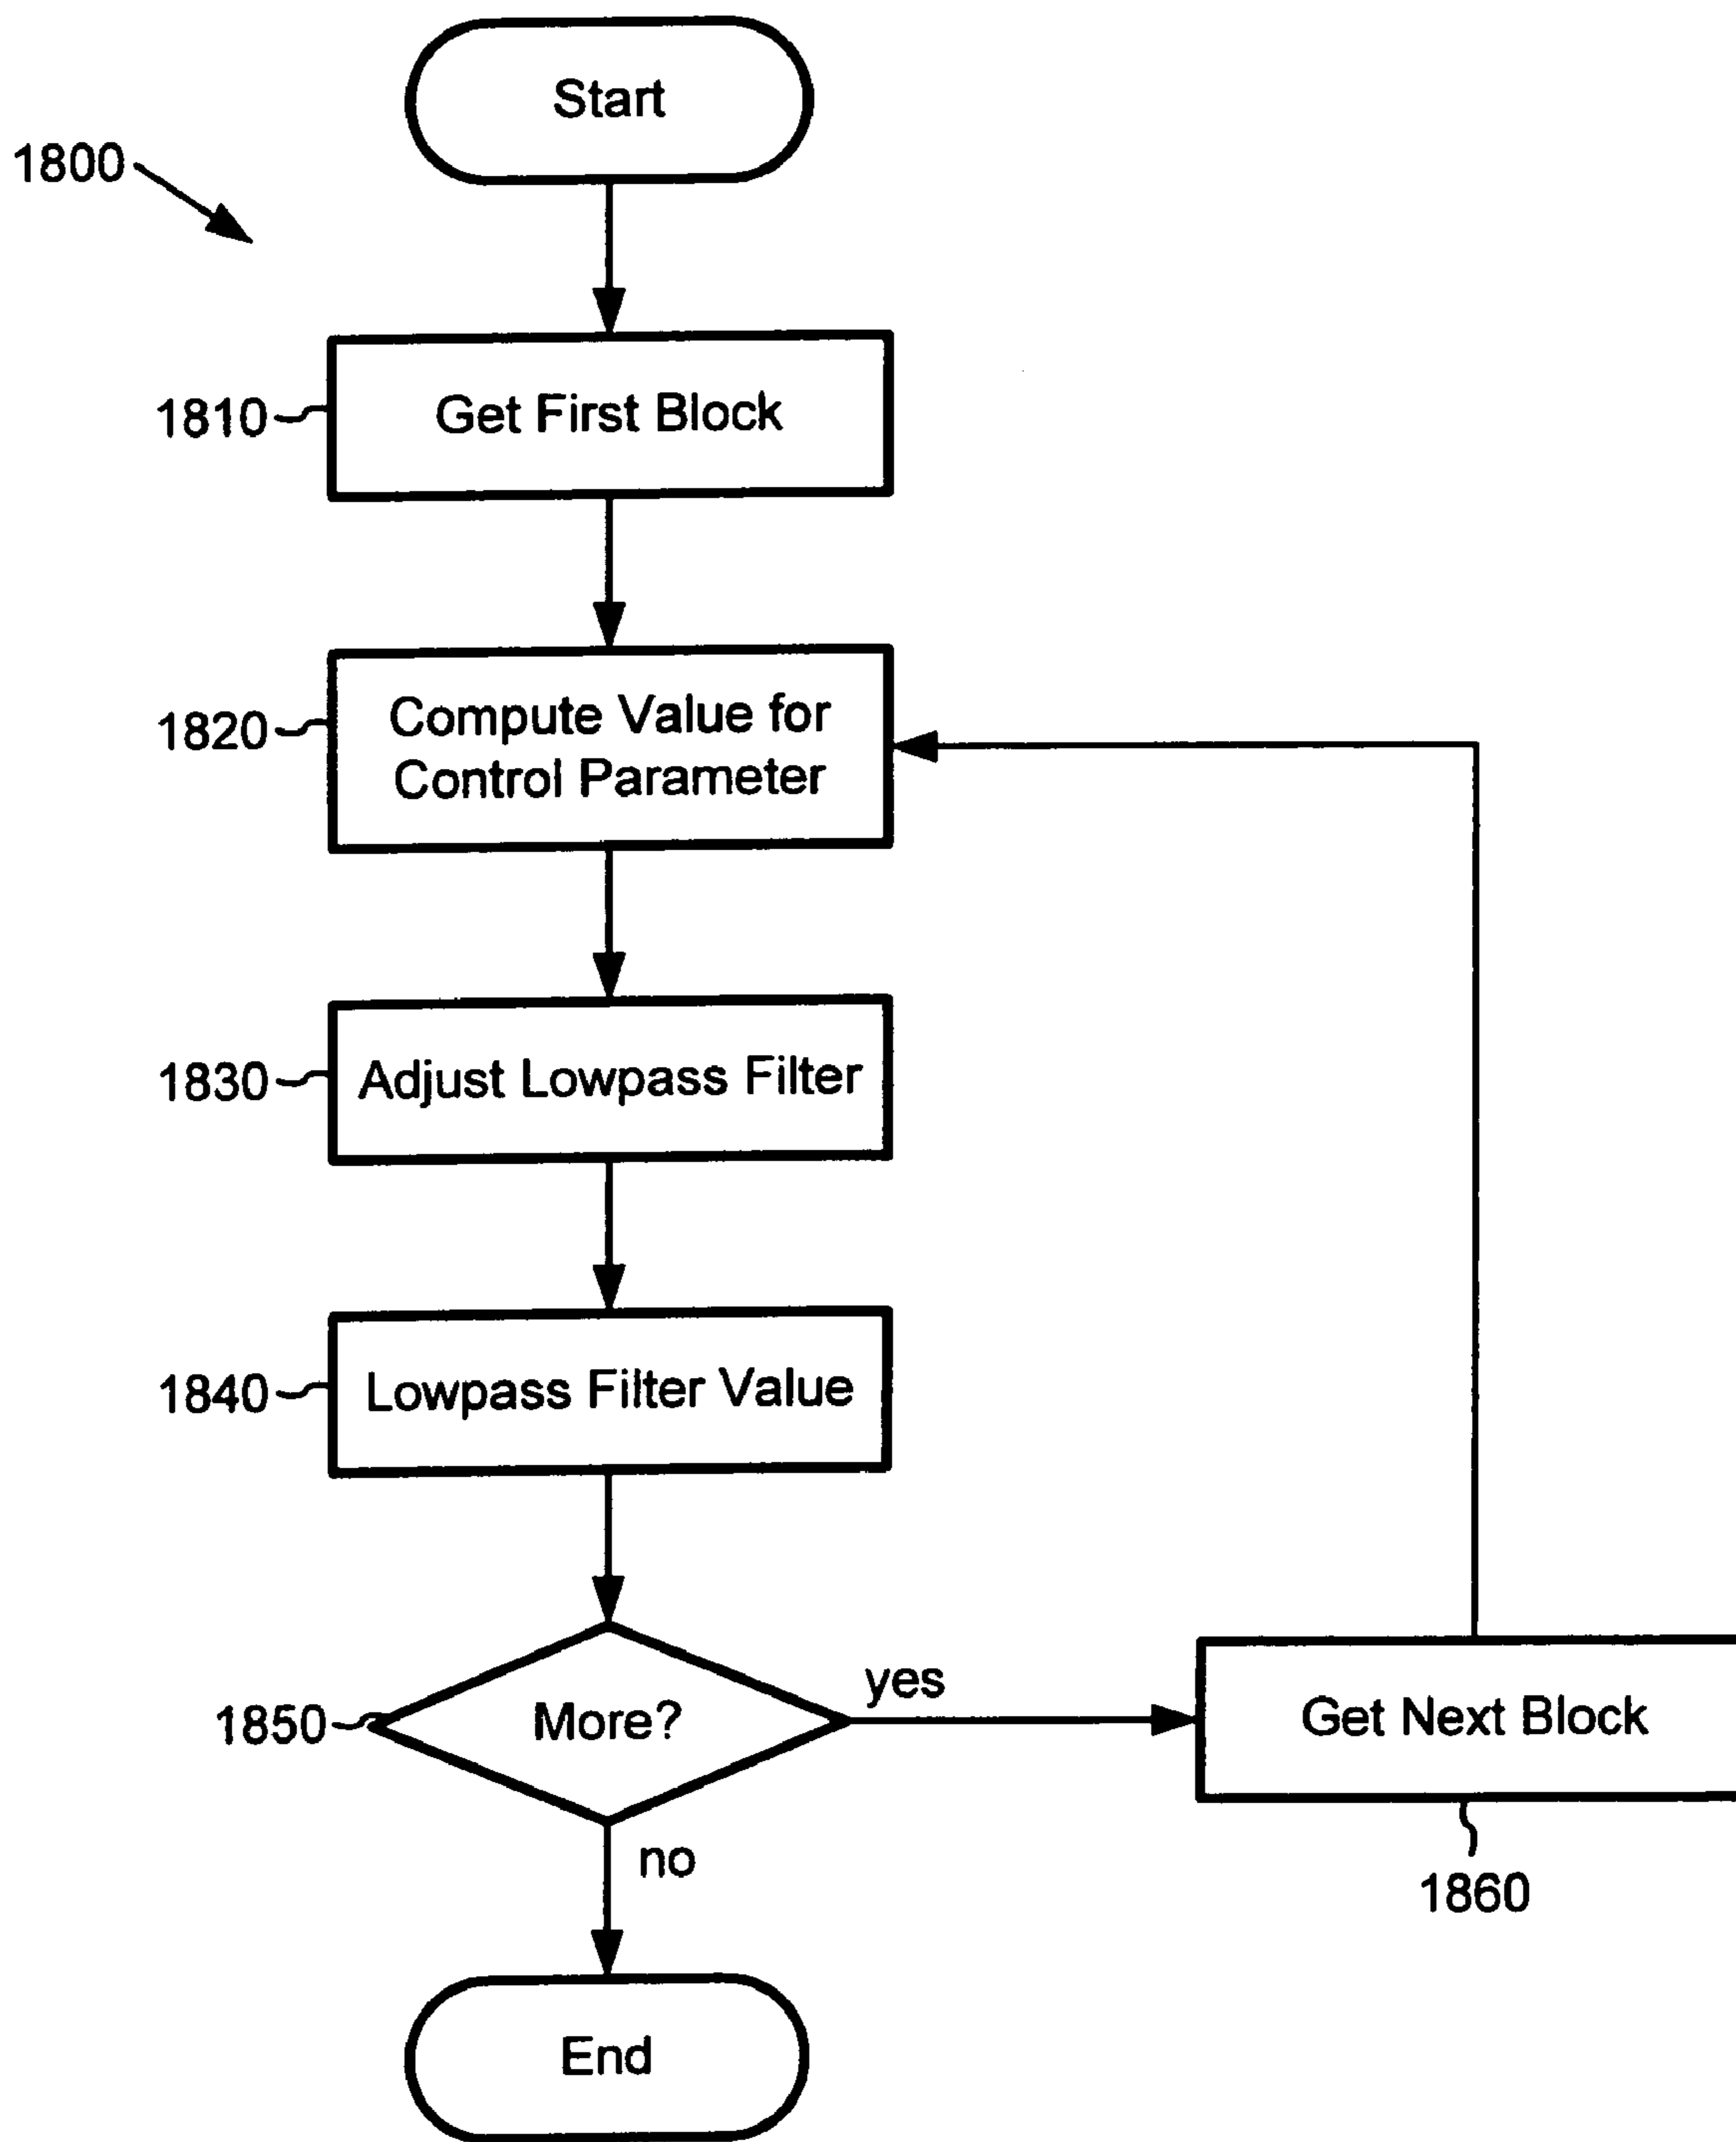 Start
1800
1810
Get First Block
1820
Compute Value for
Control Parameter
1830
Adjust Lowpass Filter
1840
Lowpass Filter Value
1850
More?
yes
Get Next Block
1860
no
End